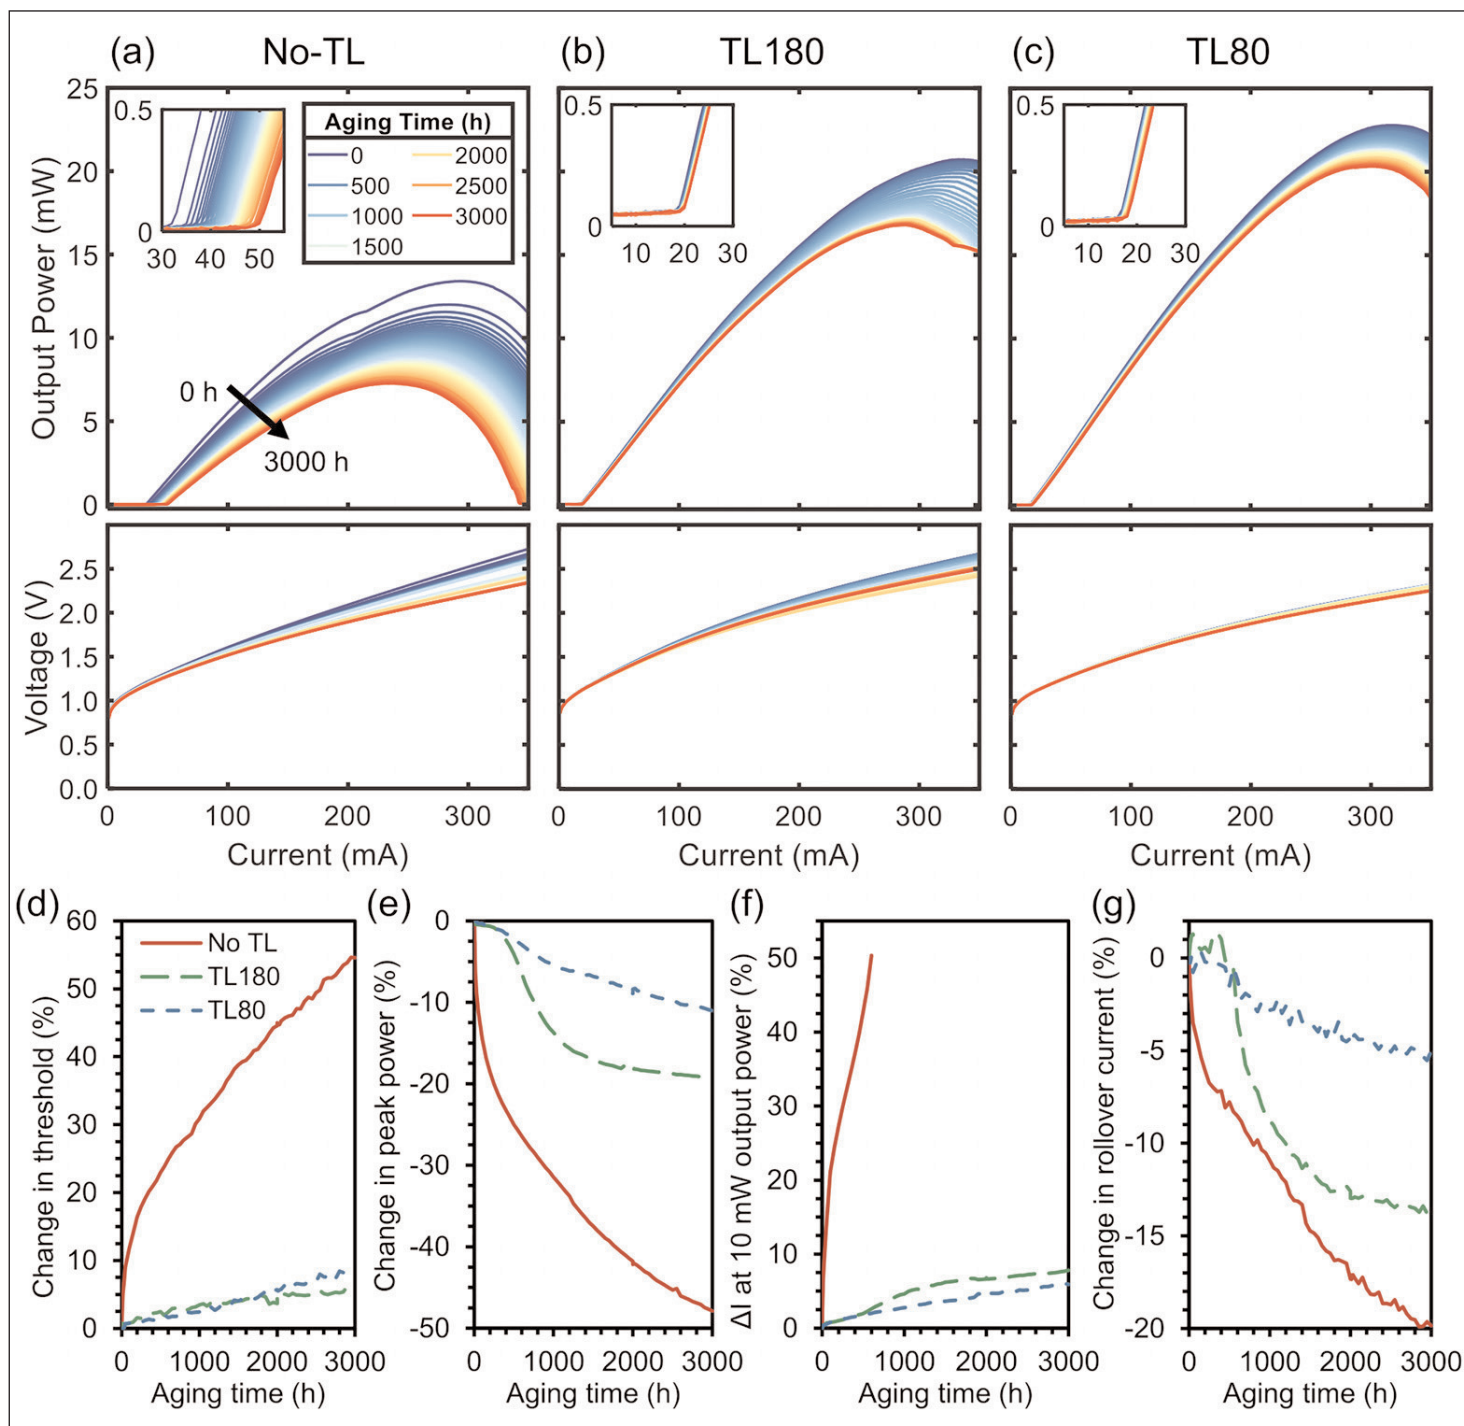 (a) No-TL (b) TL180 (c) TL80
Output Power (mW)
25
20
15
10
5
0
0.5
0
30 40 50
Aging Time (h)
0 2000
500 2500
1000 3000
1500
0 h
3000 h
0.5
0
10 20 30
0.5
0
10 20 30
Voltage (V)
2.5
2.0
1.5
1.0
0.5
0.0
0 100 200 300 0 100 200 300 0 100 200 300
Current (mA) Current (mA) Current (mA)
(d) (e) (f) (g)
Change in threshold (%)
60
50
40
30
20
10
0
No TL
TL180
TL80
0 1000 2000 3000
Aging time (h)
Change in peak power (%)
0
-10
-20
-30
-40
-50
0 1000 2000 3000
Aging time (h)
ΔI at 10 mW output power (%)
50
40
30
20
10
0
0 1000 2000 3000
Aging time (h)
Change in rollover current (%)
0
-5
-10
-15
-20
0 1000 2000 3000
Aging time (h)